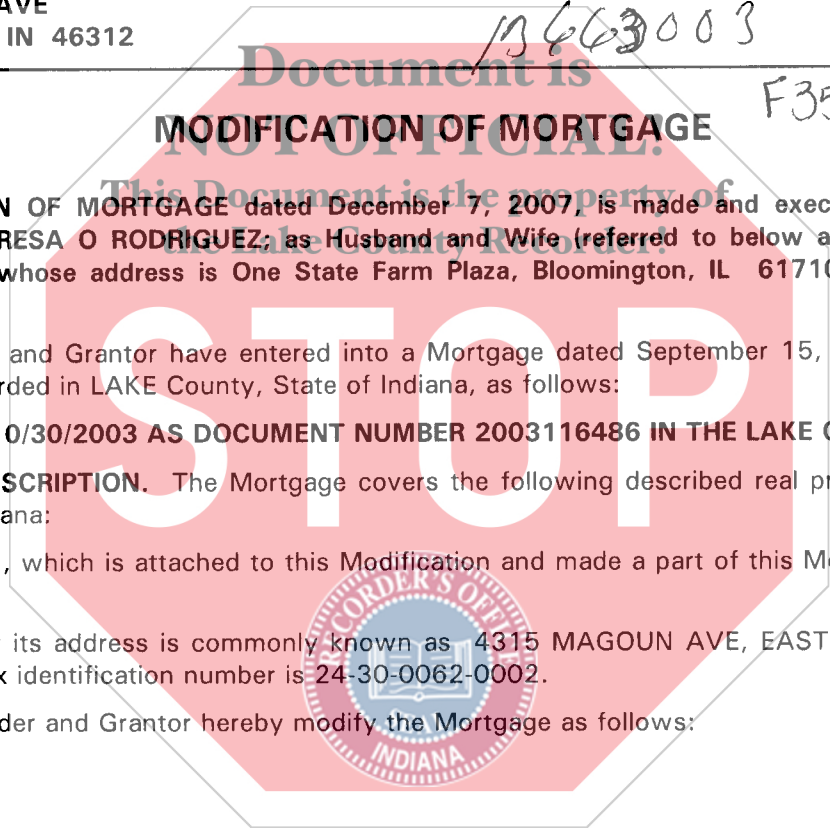 AVE
IN 46312
B663003
F35
Document is
MODIFICATION OF MORTGAGE
NOT OFFICIAL!
This Document is the property of
N OF MORTGAGE dated December 7, 2007, is made and exec
RESA O RODRIGUEZ; as Husband and Wife (referred to below a
the Lake County Recorder!
whose address is One State Farm Plaza, Bloomington, IL 61710
and Grantor have entered into a Mortgage dated September 15,
rded in LAKE County, State of Indiana, as follows:
0/30/2003 AS DOCUMENT NUMBER 2003116486 IN THE LAKE C
STOP
SCRIPTION. The Mortgage covers the following described real pr
ana:
, which is attached to this Modification and made a part of this Mo
RECORDER'S OFFICE
its address is commonly known as 4315 MAGOUN AVE, EAST
x identification number is 24-30-0062-0002.
der and Grantor hereby modify the Mortgage as follows:
INDIANA